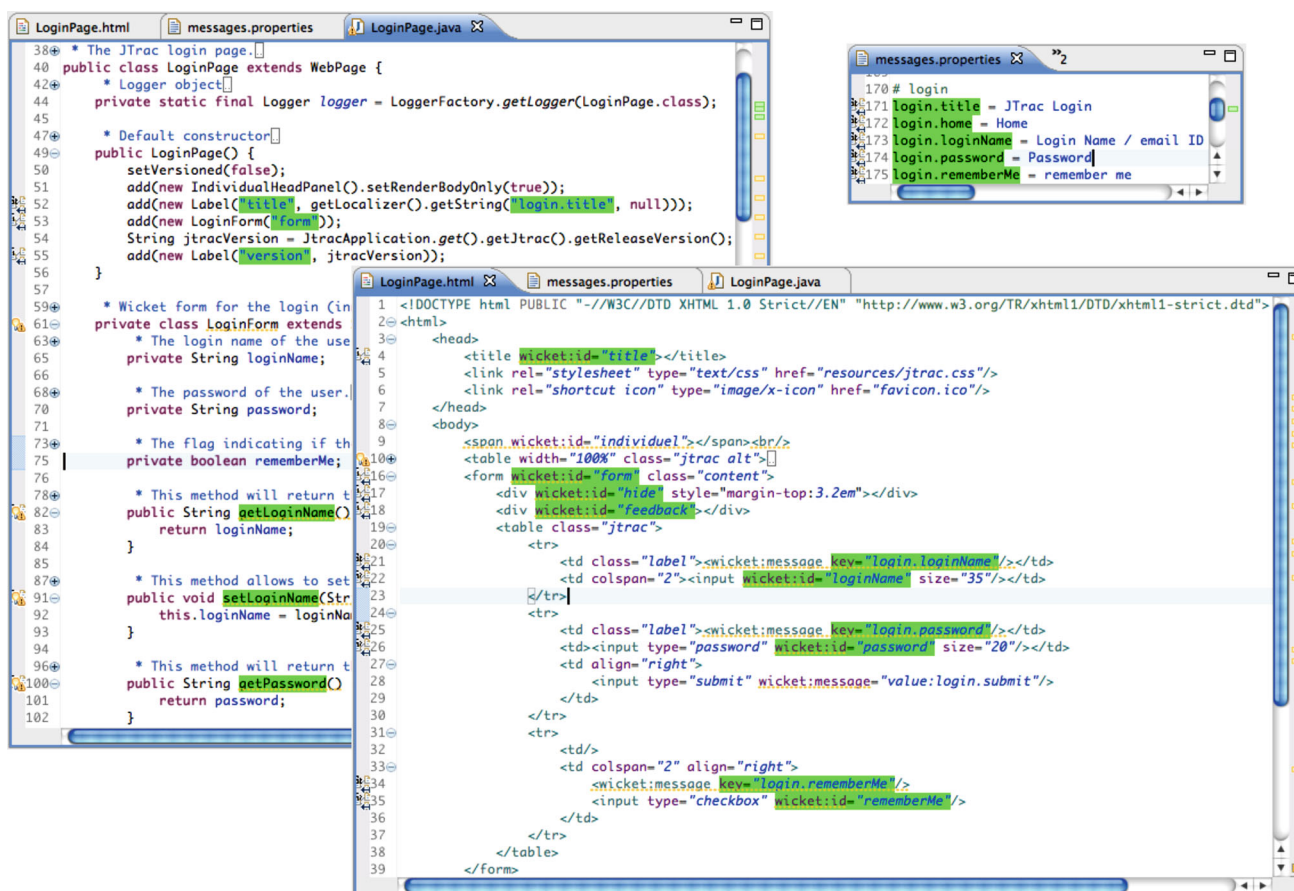 LoginPage.html messages.properties LoginPage.java
38 * The JTrac login page.
40 public class LoginPage extends WebPage {
42 * Logger object
44 private static final Logger logger = LoggerFactory.getLogger(LoginPage.class);
45
47 * Default constructor
49 public LoginPage() {
50 setVersioned(false);
51 add(new IndividualHeadPanel().setRenderBodyOnly(true));
52 add(new Label("title", getLocalizer().getString("login.title", null)));
53 add(new LoginForm("form"));
54 String jtracVersion = JtracApplication.get().getJtrac().getReleaseVersion();
55 add(new Label("version", jtracVersion));
56 }
57
59 * Wicket form for the login (in
61 private class LoginForm extends
63 * The login name of the use
65 private String loginName;
66
68 * The password of the user.
70 private String password;
71
73 * The flag indicating if th
75 private boolean rememberMe;
76
78 * This method will return t
82 public String getLoginName()
83 return loginName;
84 }
85
87 * This method allows to set
91 public void setLoginName(Str
92 this.loginName = loginNa
93 }
94
96 * This method will return t
100 public String getPassword()
101 return password;
102 }
messages.properties »2
170 # login
171 login.title = JTrac Login
172 login.home = Home
173 login.loginName = Login Name / email ID
174 login.password = Password
175 login.rememberMe = remember me
LoginPage.html messages.properties LoginPage.java
1 <!DOCTYPE html PUBLIC "-//W3C//DTD XHTML 1.0 Strict//EN" "http://www.w3.org/TR/xhtml1/DTD/xhtml1-strict.dtd">
2 <html>
3 <head>
4 <title wicket:id="title"></title>
5 <link rel="stylesheet" type="text/css" href="resources/jtrac.css"/>
6 <link rel="shortcut icon" type="image/x-icon" href="favicon.ico"/>
7 </head>
8 <body>
9 <span wicket:id="individuel"></span><br/>
10 <table width="100%" class="jtrac alt">
16 <form wicket:id="form" class="content">
17 <div wicket:id="hide" style="margin-top:3.2em"></div>
18 <div wicket:id="feedback"></div>
19 <table class="jtrac">
20 <tr>
21 <td class="label"><wicket:message key="login.loginName"/></td>
22 <td colspan="2"><input wicket:id="loginName" size="35"/></td>
23 </tr>
24 <tr>
25 <td class="label"><wicket:message key="login.password"/></td>
26 <td><input type="password" wicket:id="password" size="20"/></td>
27 <td align="right">
28 <input type="submit" wicket:message="value:login.submit"/>
29 </td>
30 </tr>
31 <tr>
32 <td/>
33 <td colspan="2" align="right">
34 <wicket:message key="login.rememberMe"/>
35 <input type="checkbox" wicket:id="rememberMe"/>
36 </td>
37 </tr>
38 </table>
39 </form>